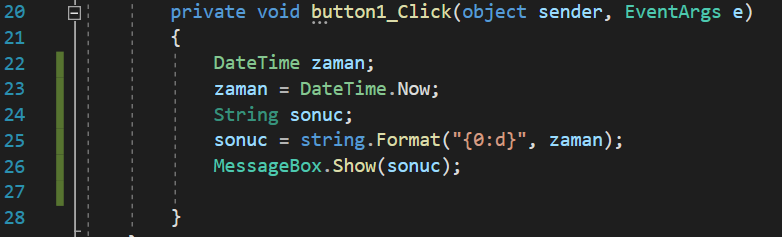 20 private void button1_Click(object sender, EventArgs e)
21 {
22 DateTime zaman;
23 zaman = DateTime.Now;
24 String sonuc;
25 sonuc = string.Format("{0:d}", zaman);
26 MessageBox.Show(sonuc);
27
28 }